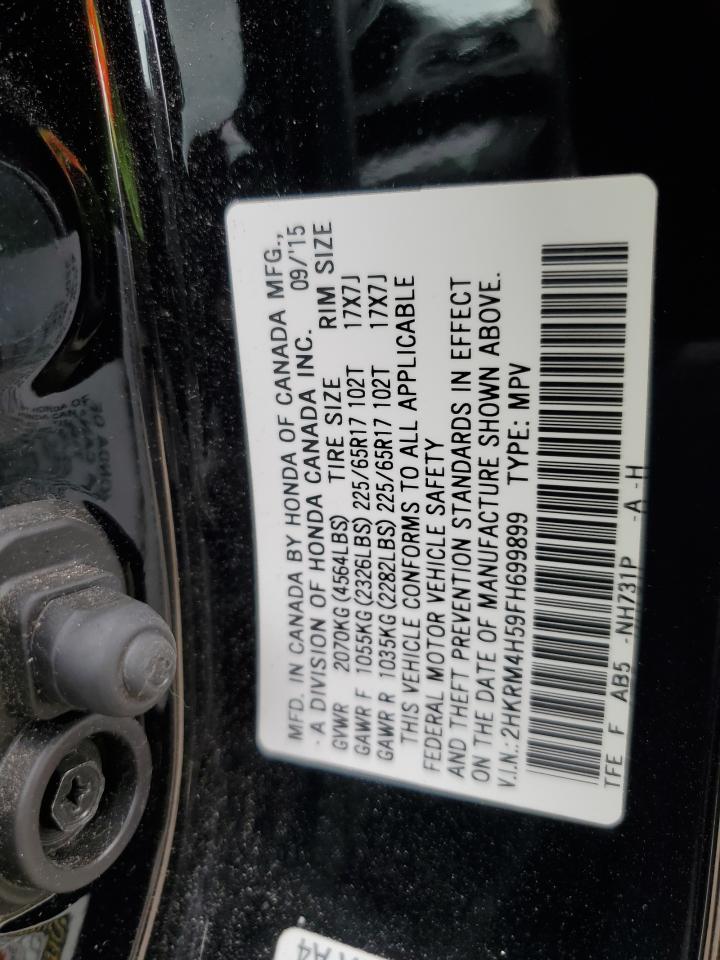 MFD. IN CANADA BY HONDA OF CANADA MFG.,
- A DIVISION OF HONDA CANADA INC. 09/'15
GVWR 2070KG (4564LBS) TIRE SIZE RIM SIZE
GAWR F 1055KG (2326LBS) 225/65R17 102T 17X7J
GAWR R 1035KG (2282LBS) 225/65R17 102T 17X7J
THIS VEHICLE CONFORMS TO ALL APPLICABLE
FEDERAL MOTOR VEHICLE SAFETY
AND THEFT PREVENTION STANDARDS IN EFFECT
ON THE DATE OF MANUFACTURE SHOWN ABOVE.
V.I.N.: 2HKRM4H59FH699899 TYPE: MPV
TFE F AB5 -NH731P -A -H